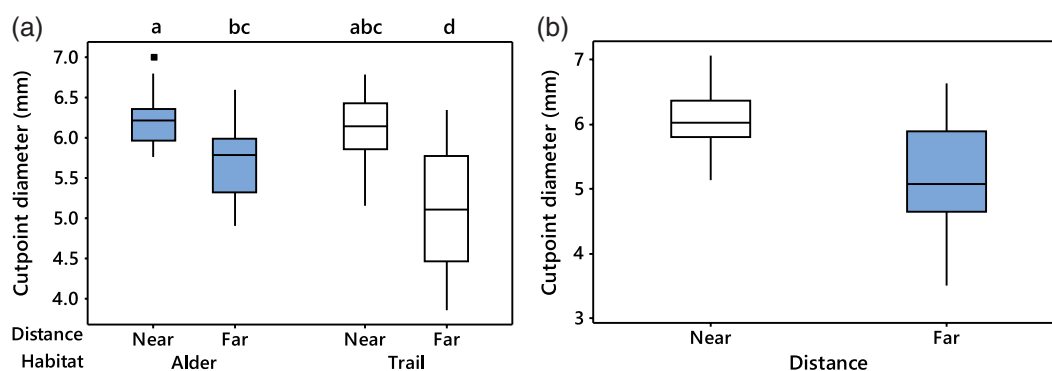 (a)
a bc abc d
Cutpoint diameter (mm)
7.0
6.5
6.0
5.5
5.0
4.5
4.0
Distance Near Far Near Far
Habitat Alder Trail
(b)
Cutpoint diameter (mm)
7
6
5
4
3
Near Far
Distance